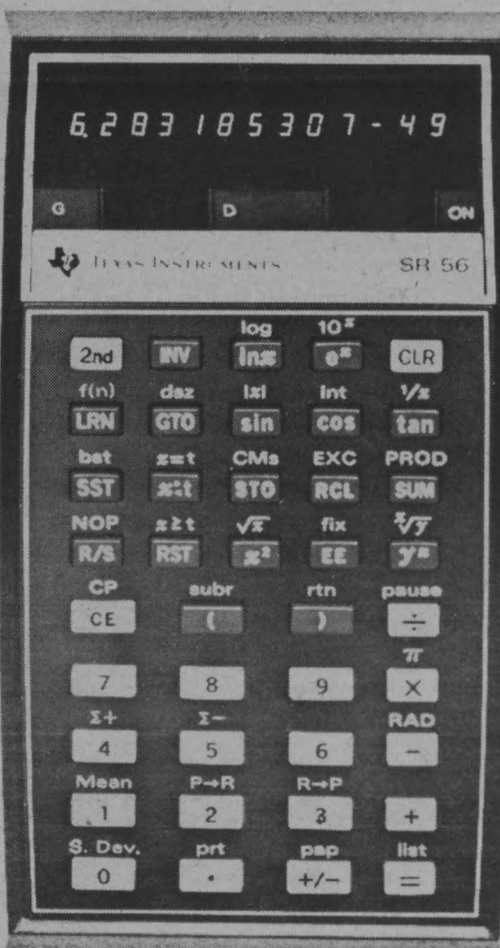 6.283185307-49
G D ON
TEXAS INSTRUMENTS SR 56
log 10ˣ
2nd INV lnx eˣ CLR
f(n) dsz |x| Int 1/x
LRN GTO sin cos tan
bst x=t CMs EXC PROD
SST x:t STO RCL SUM
NOP x≥t √x fix ˣ√y
R/S RST x² EE yˣ
CP subr rtn pause
CE ( ) ÷
π
7 8 9 ×
Σ+ Σ− RAD
4 5 6 −
Mean P→R R→P
1 2 3 +
S. Dev. prt pap list
0 . +/− =